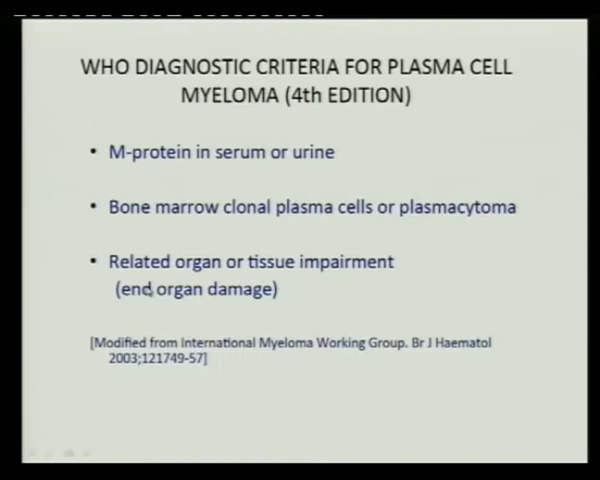 WHO DIAGNOSTIC CRITERIA FOR PLASMA CELL
MYELOMA (4th EDITION)
• M-protein in serum or urine
• Bone marrow clonal plasma cells or plasmacytoma
• Related organ or tissue impairment
(end organ damage)
[Modified from International Myeloma Working Group. Br J Haematol
2003;121749-57]